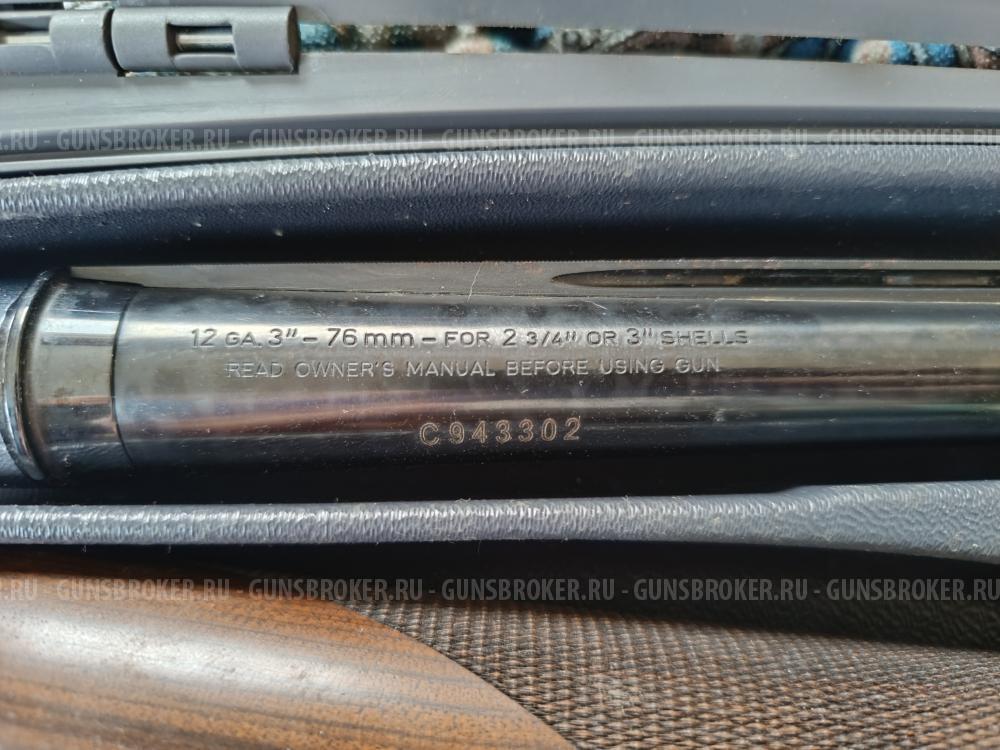 .RU - GUNSBROKER.RU - GUNSBROKER.RU - GUNSBROKER.RU - GUNSBROKER.RU - GUNSBROKER.RU -
12 GA. 3" - 76 mm - FOR 2 3/4" OR 3" SHELLS
READ OWNER'S MANUAL BEFORE USING GUN
C943302
.RU - GUNSBROKER.RU - GUNSBROKER.RU - GUNSBROKER.RU - GUNSBROKER.RU - GUNSBROKER.RU -